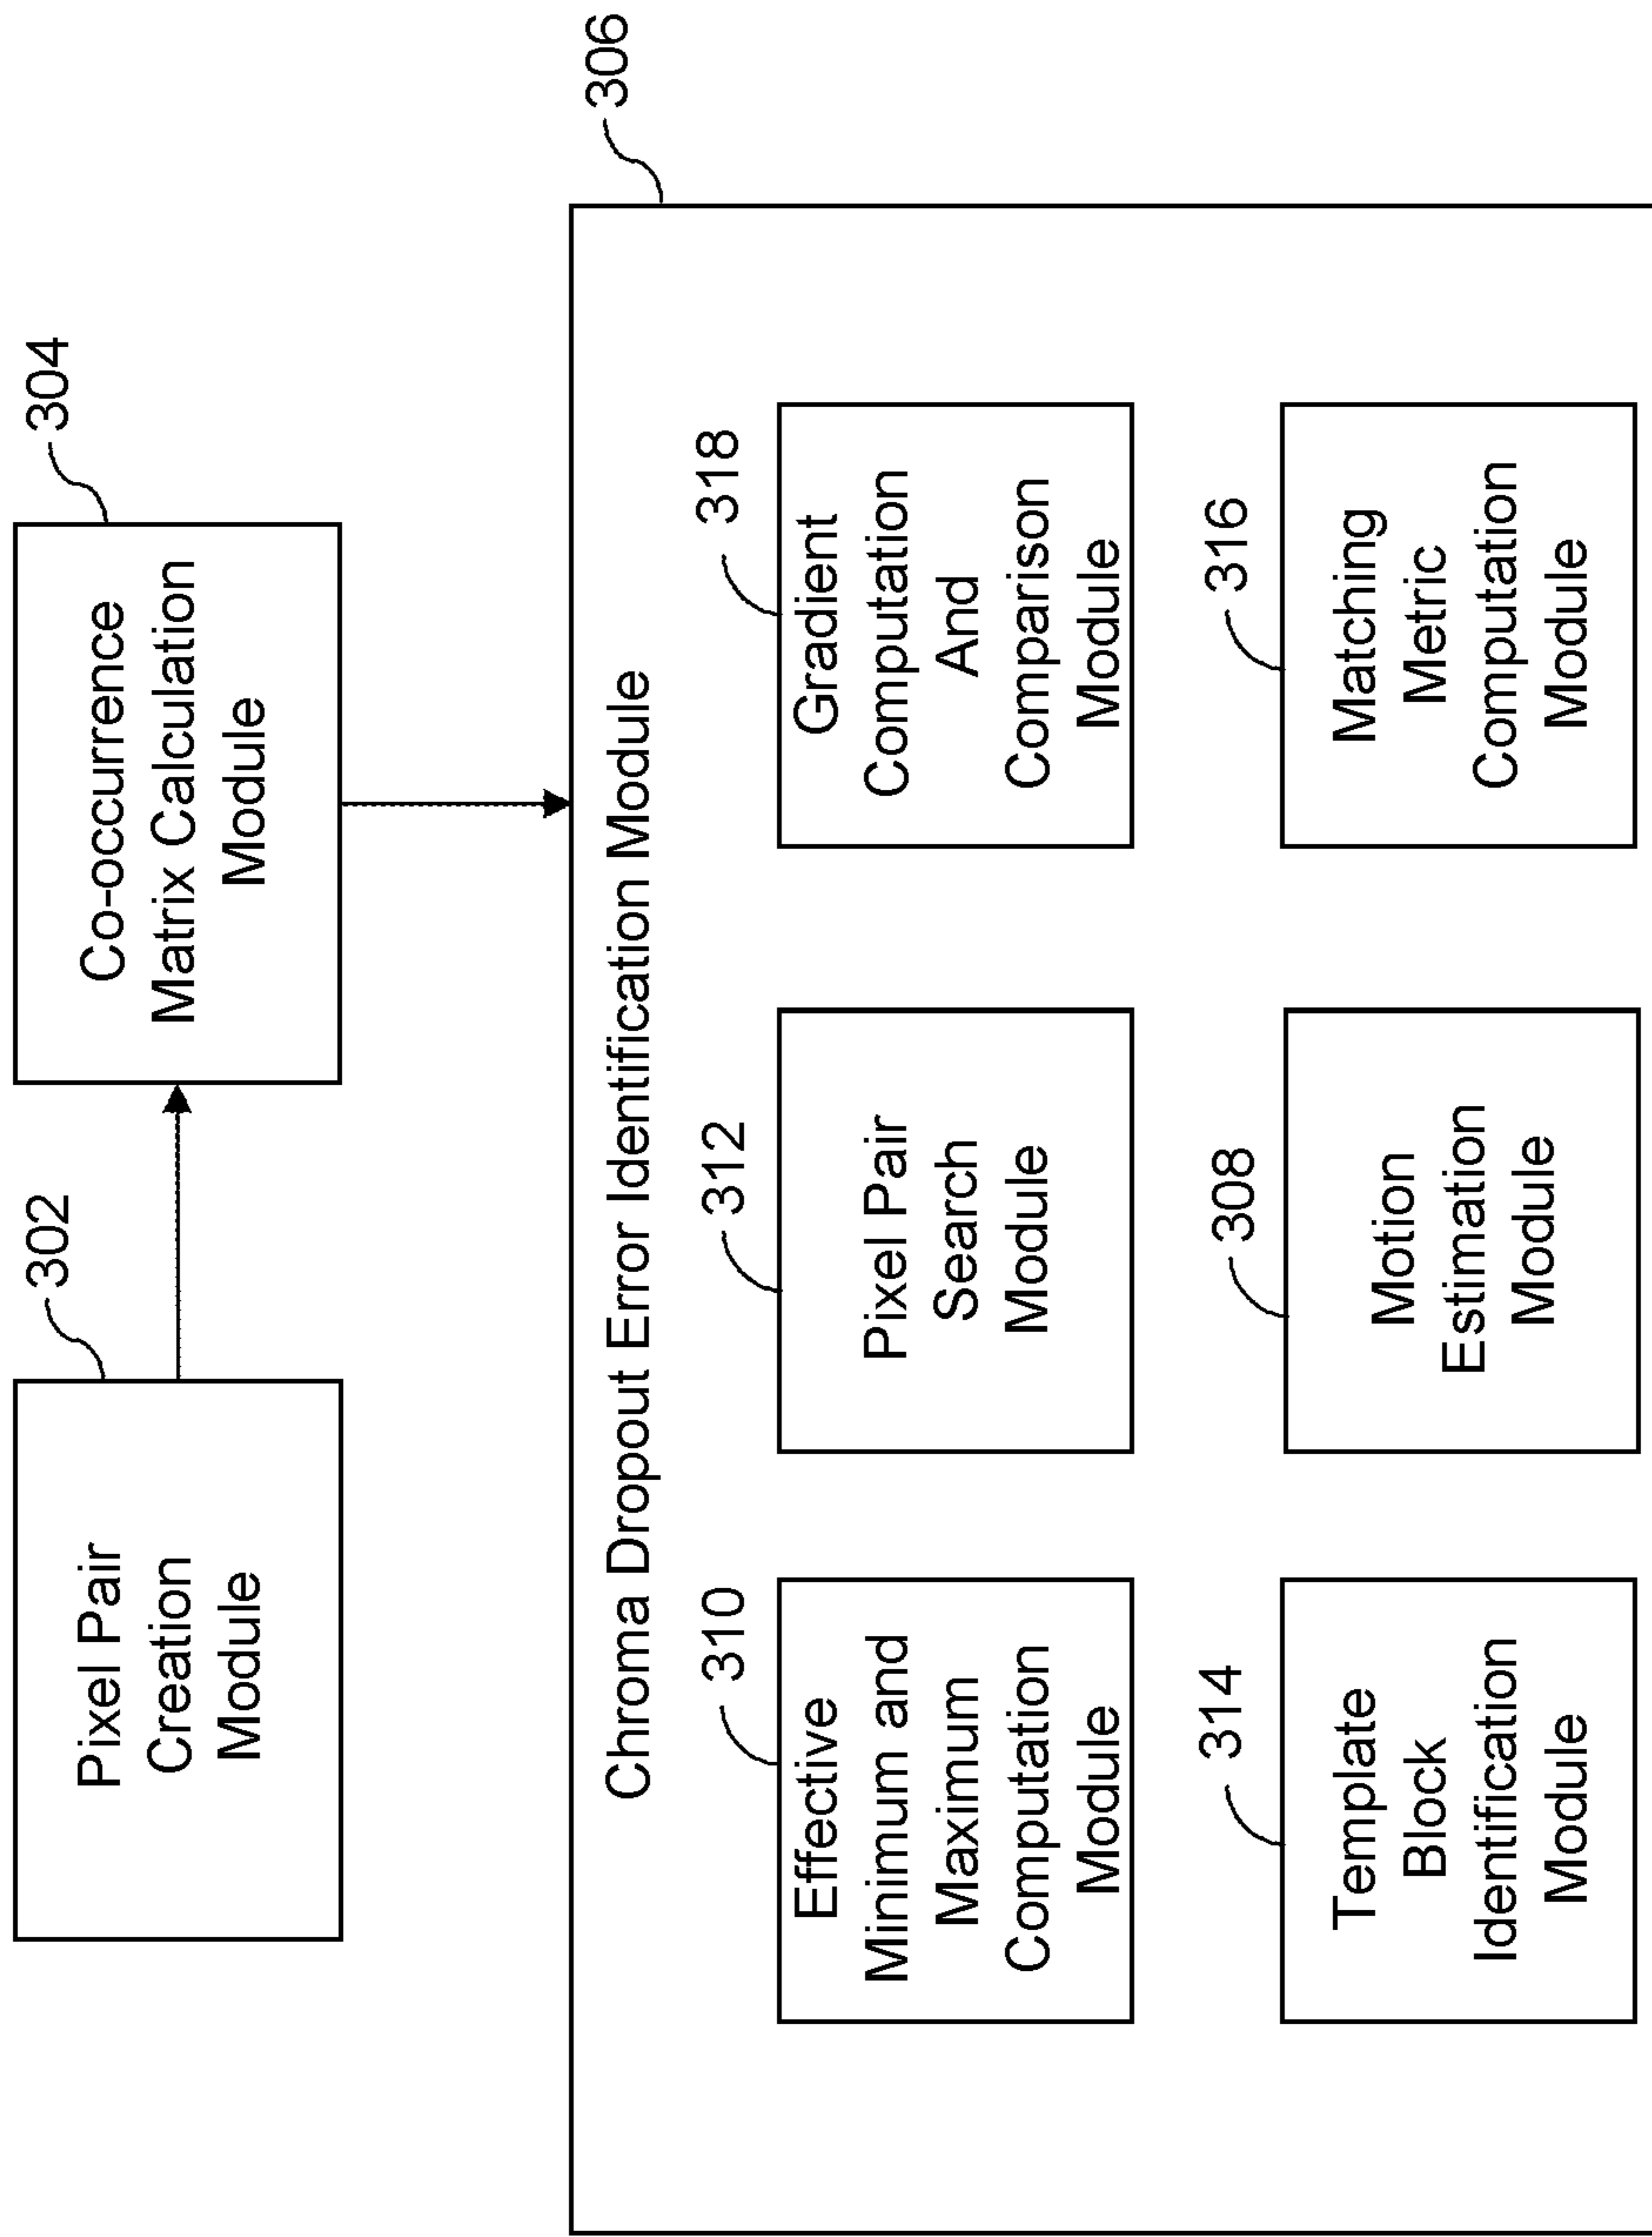 302
Pixel Pair
Creation
Module
304
Co-occurrence
Matrix Calculation
Module
306
Chroma Dropout Error Identification Module
310
Effective
Minimum and
Maximum
Computation
Module
312
Pixel Pair
Search
Module
318
Gradient
Computation
And
Comparison
Module
314
Template
Block
Identification
Module
308
Motion
Estimation
Module
316
Matching
Metric
Computation
Module